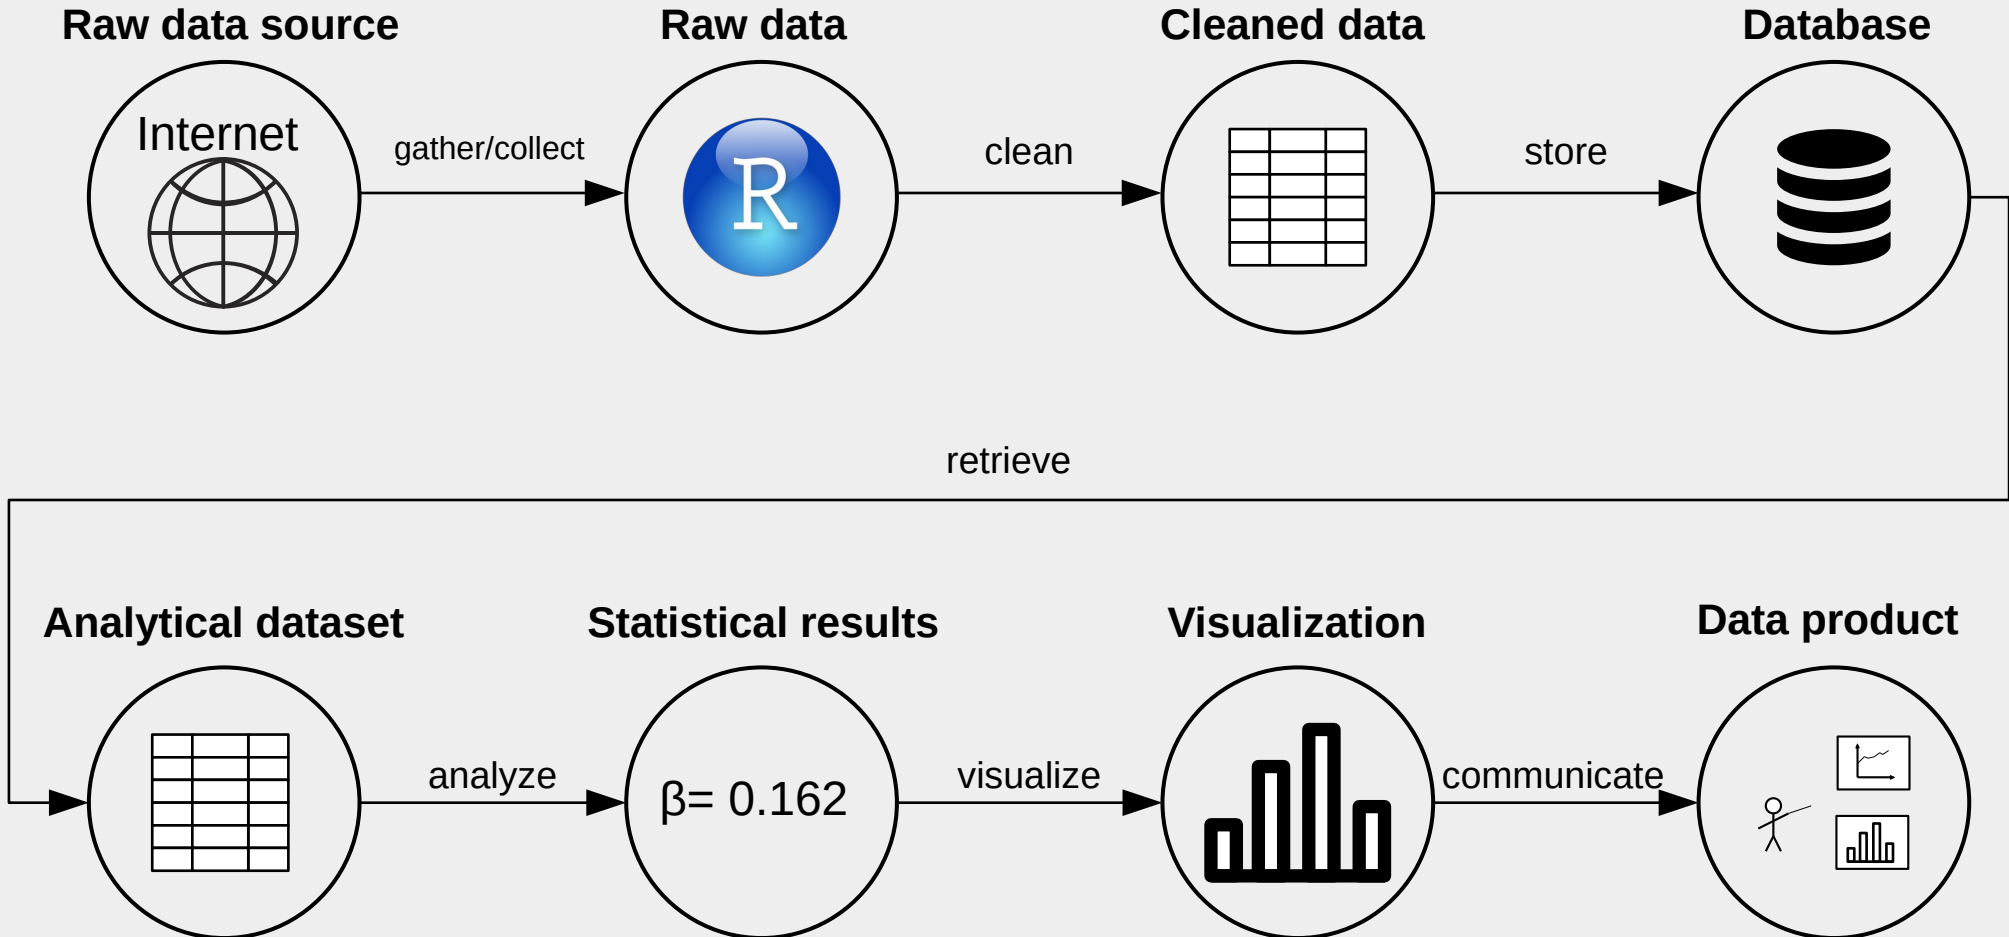 Raw data source
Raw data
Cleaned data
Database
Internet
gather/collect
R
clean
store
retrieve
Analytical dataset
Statistical results
Visualization
Data product
analyze
β= 0.162
visualize
communicate